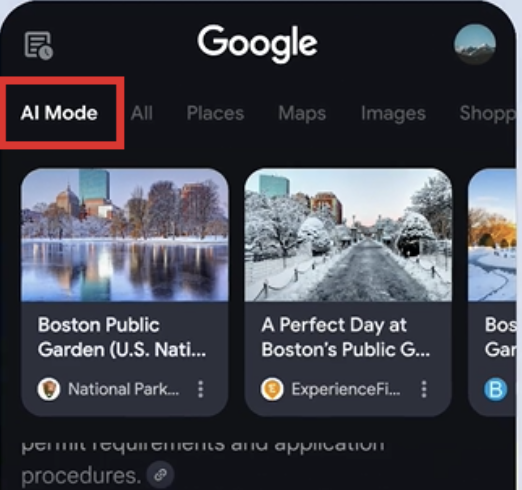 Google
AI Mode All Places Maps Images Shopp
Boston Public
Garden (U.S. Nati...
National Park...
A Perfect Day at
Boston's Public G...
ExperienceFi...
Bos
Gar
B
permit requirements and application
procedures.